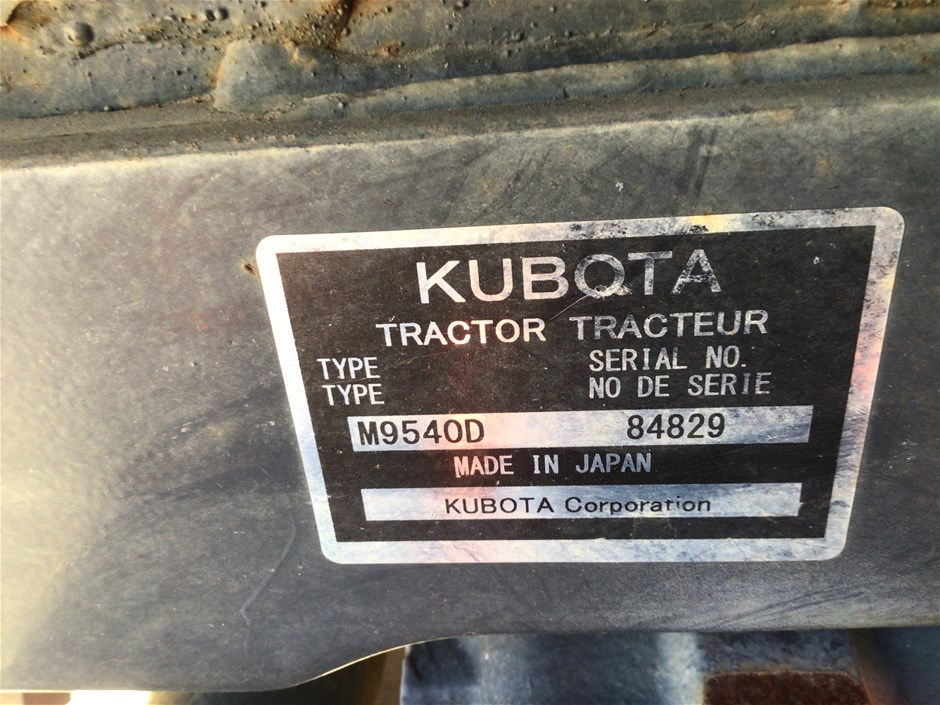 KUBOTA
TRACTOR TRACTEUR
TYPE SERIAL NO.
TYPE NO DE SERIE
M9540D 84829
MADE IN JAPAN
KUBOTA Corporation